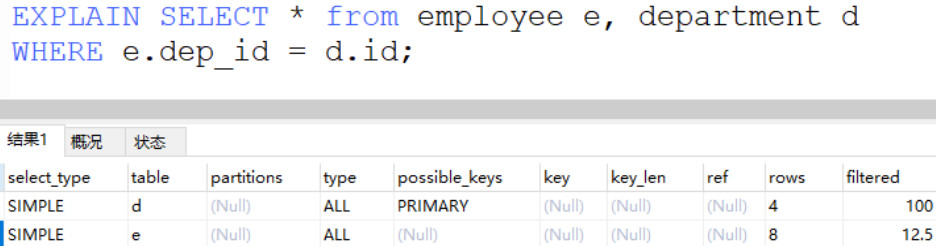 EXPLAIN SELECT * from employee e, department d
WHERE e.dep_id = d.id;
结果1 概况 状态
select_type table partitions type possible_keys key key_len ref rows filtered
SIMPLE d (Null) ALL PRIMARY (Null) (Null) (Null) 4 100
SIMPLE e (Null) ALL (Null) (Null) (Null) (Null) 8 12.5